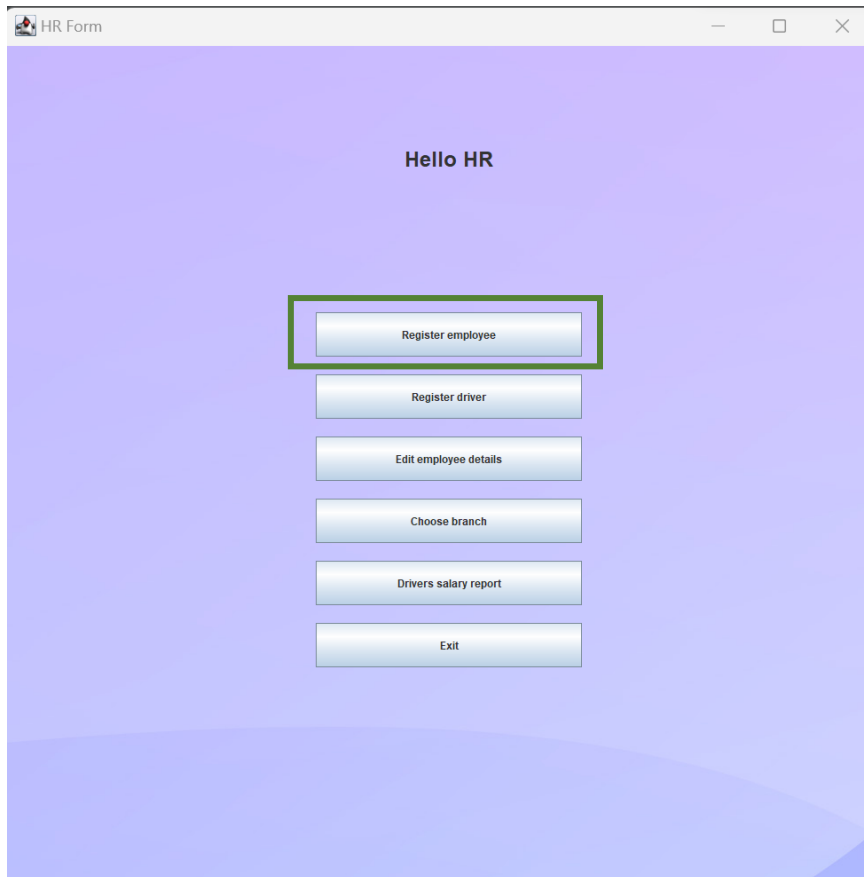 HR Form
Hello HR
Register employee
Register driver
Edit employee details
Choose branch
Drivers salary report
Exit